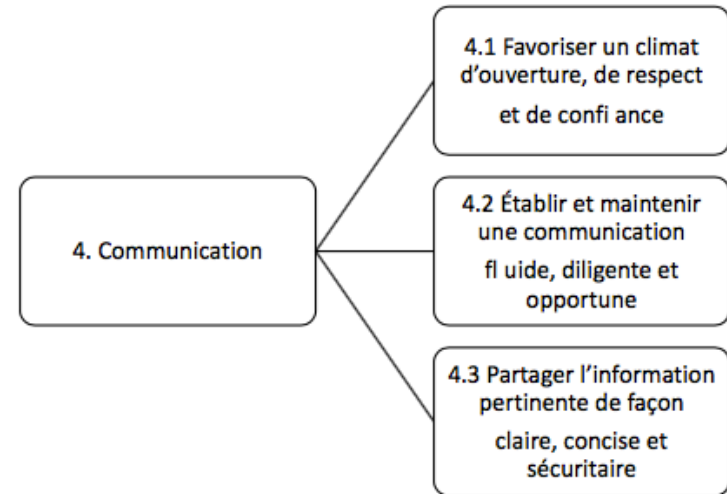 4. Communication
4.1 Favoriser un climat
d’ouverture, de respect
et de confi ance
4.2 Établir et maintenir
une communication
fl uide, diligente et
opportune
4.3 Partager l’information
pertinente de façon
claire, concise et
sécuritaire